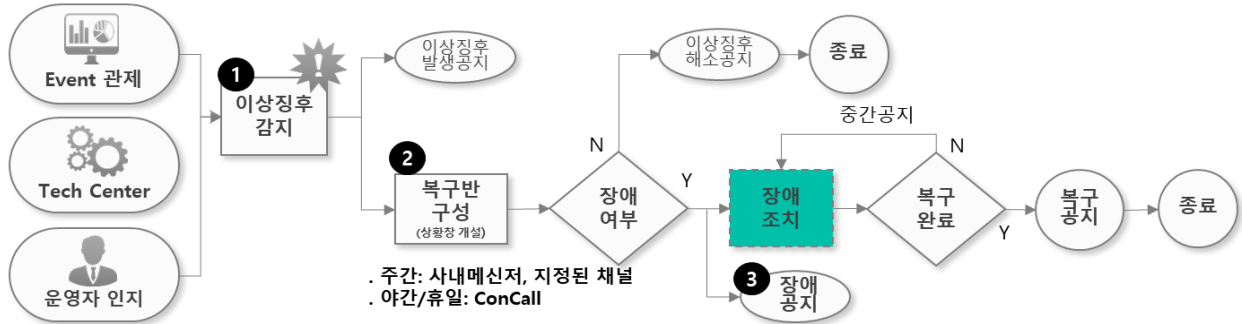 Event 관제
Tech Center
운영자 인지
1
이상징후
감지
이상징후
발생공지
2
복구반
구성
(상황창 개설)
. 주간: 사내메신저, 지정된 채널
. 야간/휴일: ConCall
장애
여부
N
Y
이상징후
해소공지
종료
중간공지
장애
조치
3
장애
공지
복구
완료
N
Y
복구
공지
종료